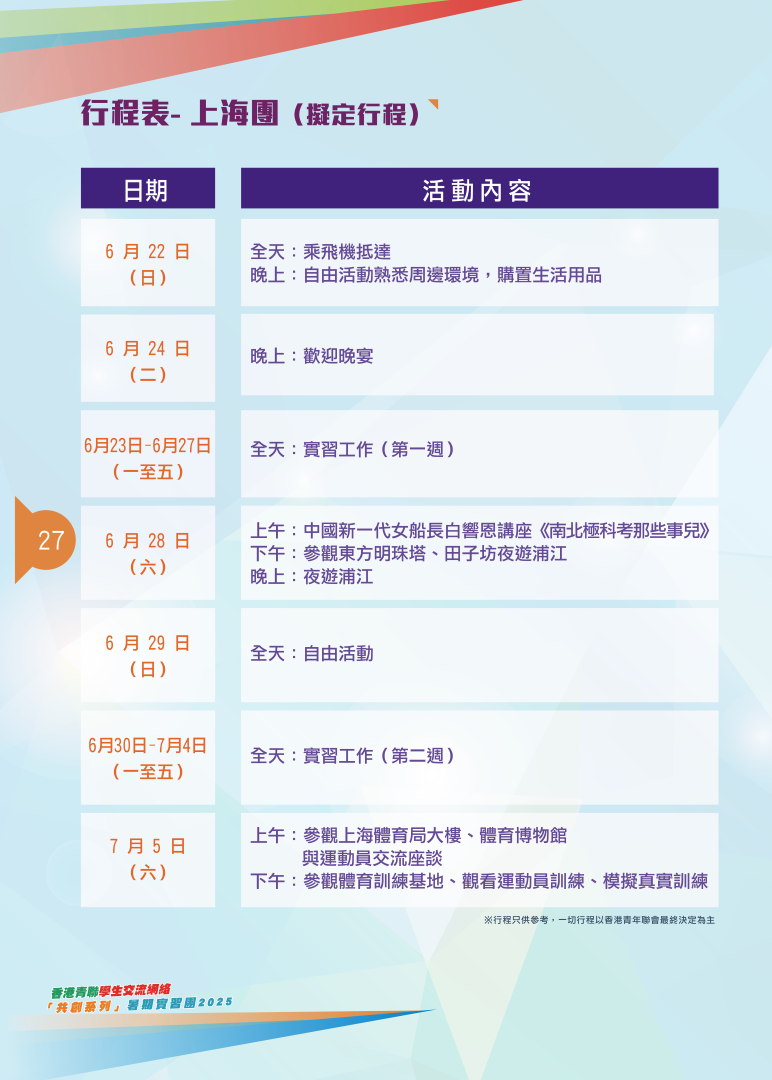 行程表- 上海團（擬定行程）
日期
活動內容
6 月 22 日
（日）
全天：乘飛機抵達
晚上：自由活動熟悉周邊環境，購置生活用品
6 月 24 日
（二）
晚上：歡迎晚宴
6月23日-6月27日
（一至五）
全天：實習工作（第一週）
27
6 月 28 日
（六）
上午：中國新一代女船長白響恩講座《南北極科考那些事兒》
下午：參觀東方明珠塔、田子坊夜遊浦江
晚上：夜遊浦江
6 月 29 日
（日）
全天：自由活動
6月30日-7月4日
（一至五）
全天：實習工作（第二週）
7 月 5 日
（六）
上午：參觀上海體育局大樓、體育博物館
與運動員交流座談
下午：參觀體育訓練基地、觀看運動員訓練、模擬真實訓練
※行程只供參考，一切行程以香港青年聯會最終決定為主
香港青聯學生交流網絡
「共創系列」暑期實習團2025